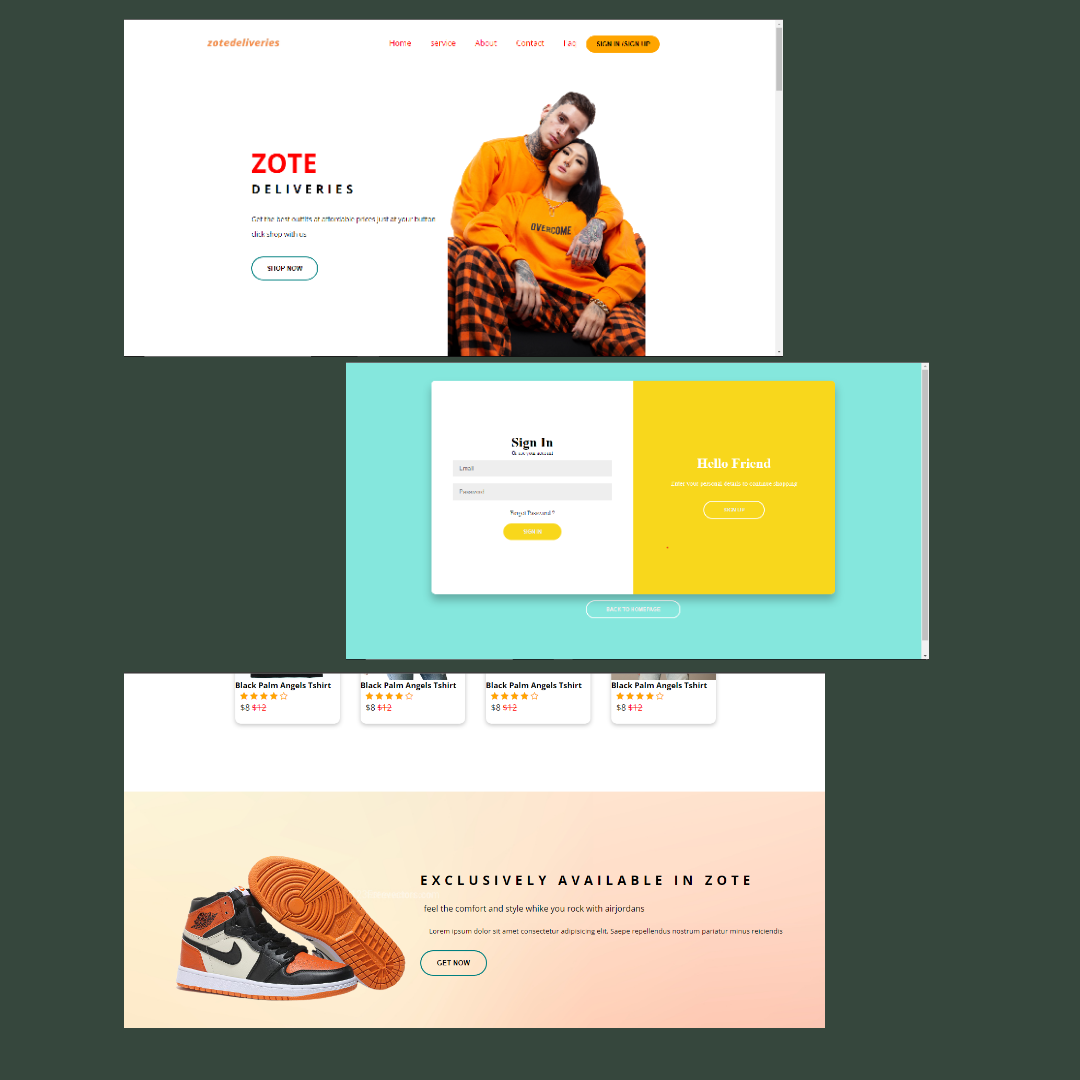 zotedeliveries
Home service About Contact Faq SIGN IN /SIGN UP
ZOTE
DELIVERIES
Get the best outfits at affordable prices just at your button
click shop with us
SHOP NOW
OVERCOME
Sign In
Or use your account
Email
Password
Forgot Password ?
SIGN IN
Hello Friend
Enter your personal details to continue shopping
SIGN UP
BACK TO HOMEPAGE
Black Palm Angels Tshirt Black Palm Angels Tshirt Black Palm Angels Tshirt Black Palm Angels Tshirt
$8 $12 $8 $12 $8 $12 $8 $12
EXCLUSIVELY AVAILABLE IN ZOTE
feel the comfort and style whike you rock with airjordans
Lorem ipsum dolor sit amet consectetur adipisicing elit. Saepe repellendus nostrum pariatur minus reiciendis
GET NOW